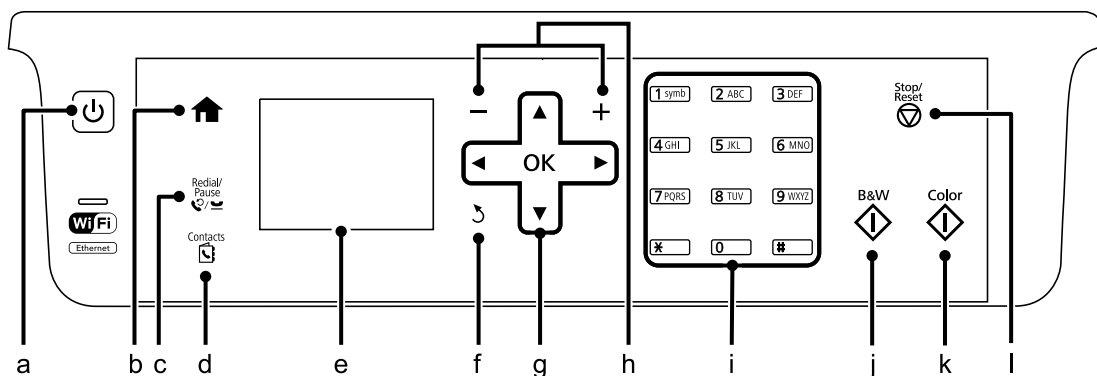 Stop/
Reset
− +
1 symb 2 ABC 3 DEF
OK
4 GHI 5 JKL 6 MNO
Redial/
Pause
7 PQRS 8 TUV 9 WXYZ
B&W Color
WiFi
Contacts
Ethernet
* 0 #
a b c d e f g h i j k l